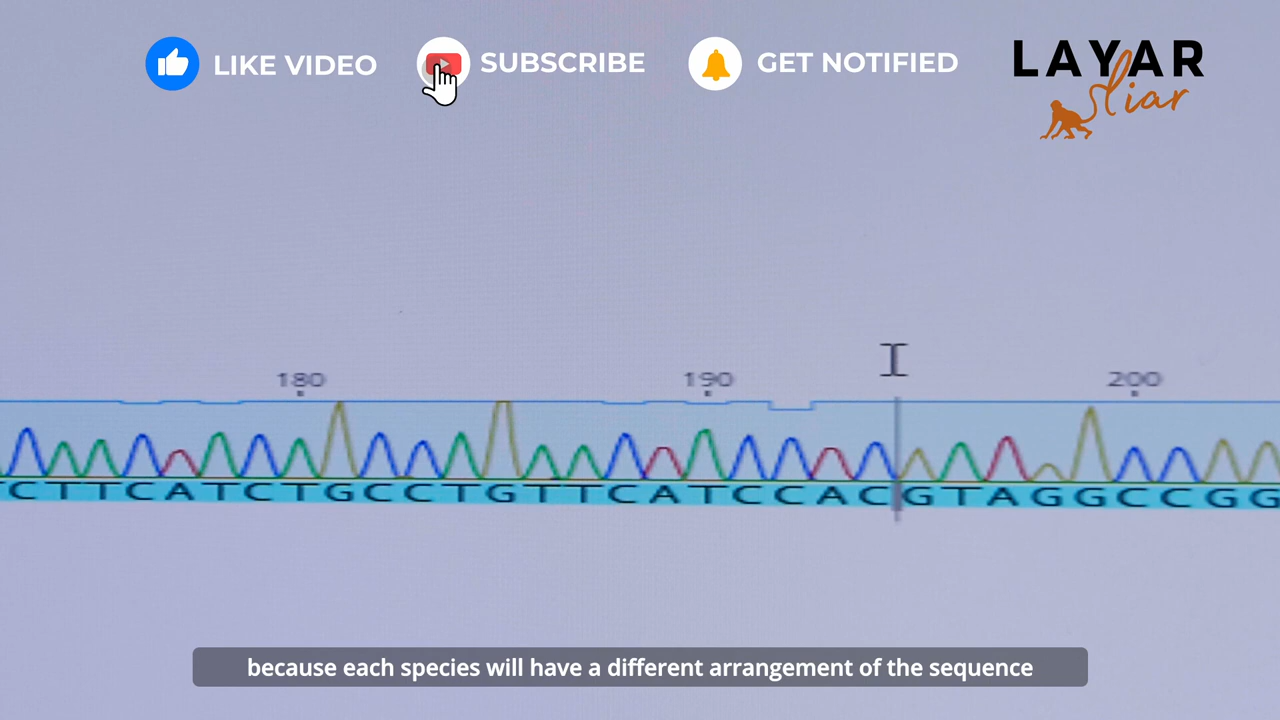 LIKE VIDEO
SUBSCRIBE
GET NOTIFIED
LAYAR
liar
180
190
200
CTTCATCTGCCTGTTCATCCACGTAGGCCGG
because each species will have a different arrangement of the sequence